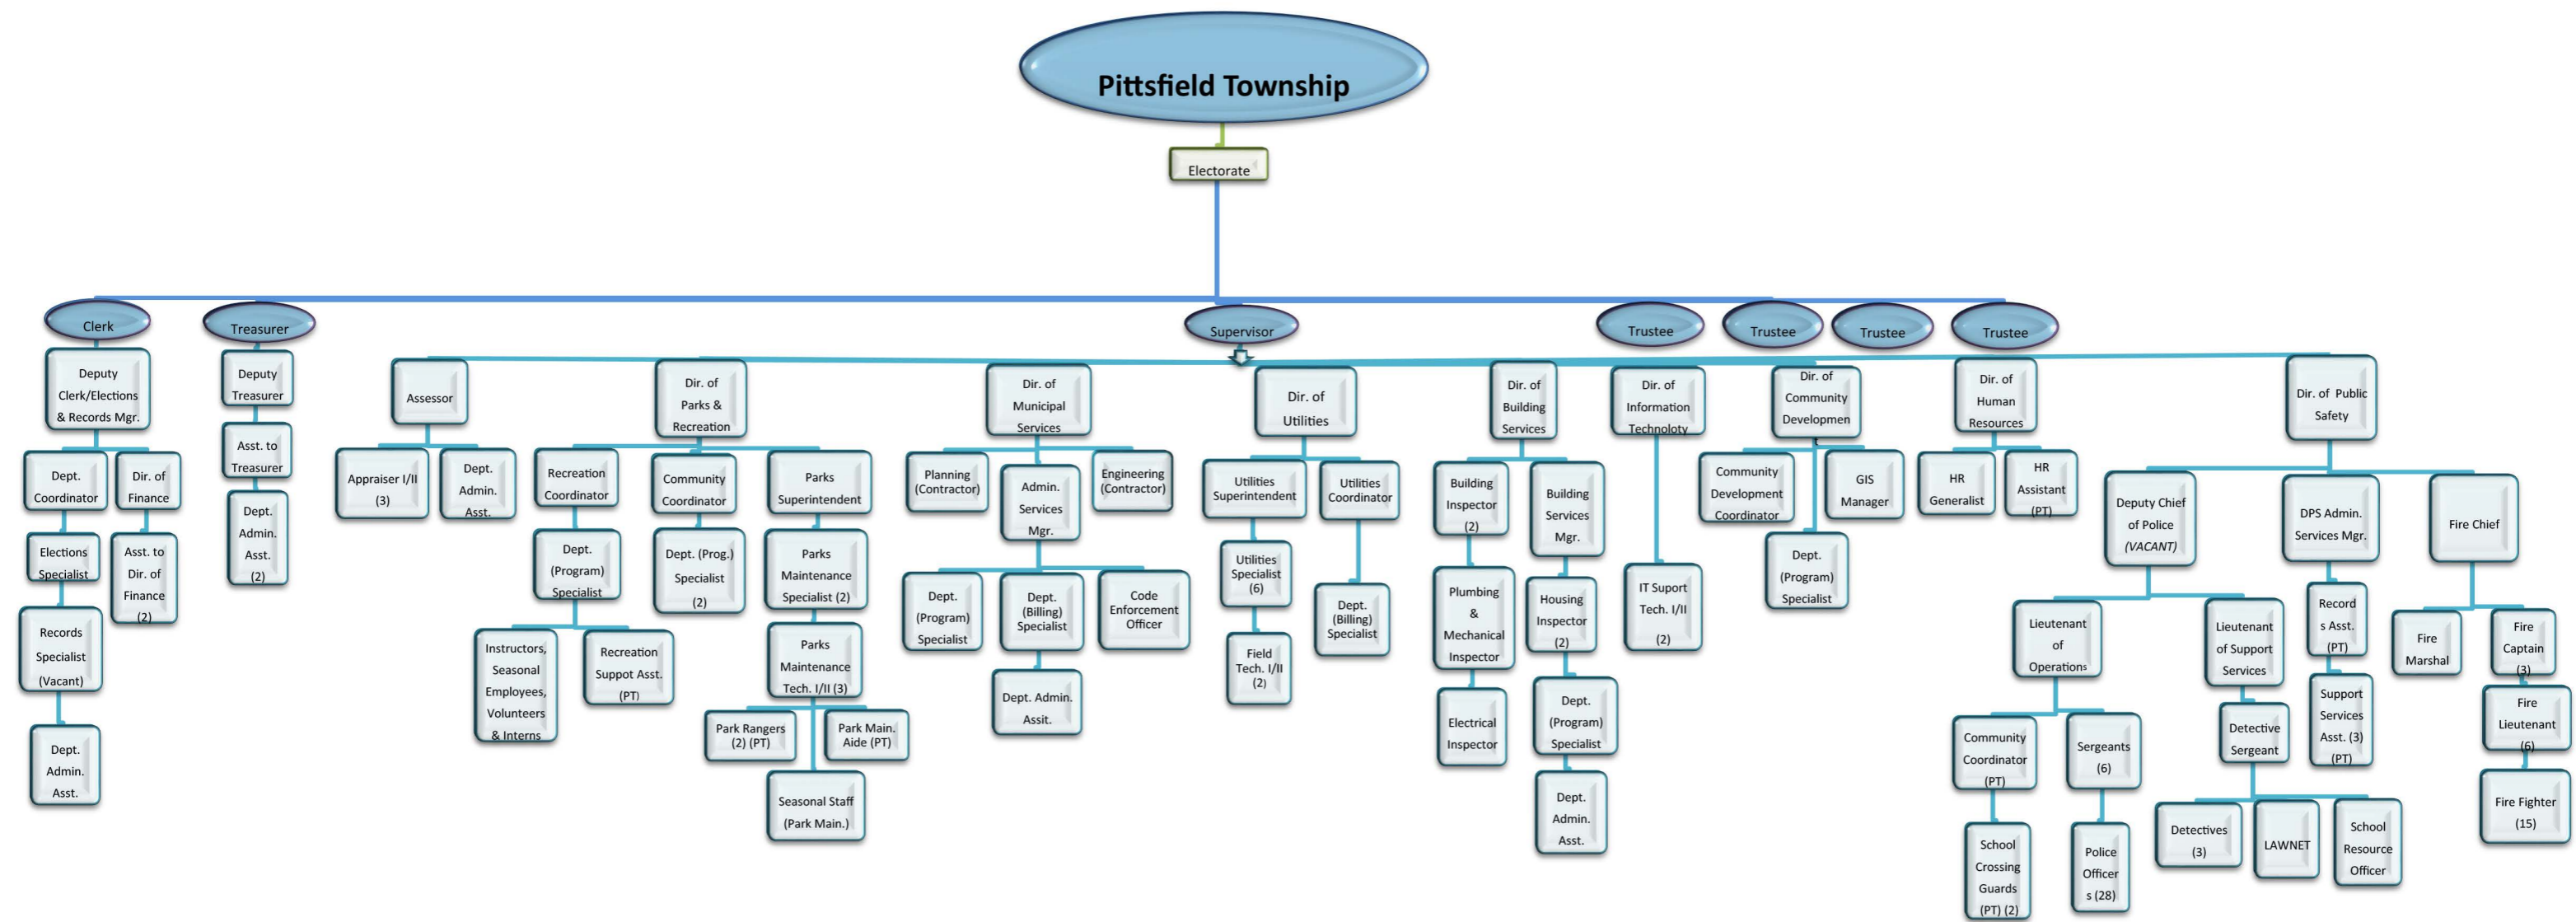 Pittsfield Township
Electorate
Clerk
Treasurer
Supervisor
Trustee
Trustee
Trustee
Trustee
Deputy
Clerk/Elections
& Records Mgr.
Dept.
Coordinator
Elections
Specialist
Records
Specialist
(Vacant)
Dept.
Admin.
Asst.
Dir. of
Finance
Asst. to
Dir. of
Finance
(2)
Deputy
Treasurer
Asst. to
Treasurer
Dept.
Admin.
Asst.
(2)
Assessor
Appraiser I/II
(3)
Dept.
Admin.
Asst.
Dir. of
Parks &
Recreation
Recreation
Coordinator
Dept.
(Program)
Specialist
Instructors,
Seasonal
Employees,
Volunteers
& Interns
Recreation
Suppot Asst.
(PT)
Community
Coordinator
Dept. (Prog.)
Specialist
(2)
Parks
Superintendent
Parks
Maintenance
Specialist (2)
Parks
Maintenance
Tech. I/II (3)
Park Rangers
(2) (PT)
Park Main.
Aide (PT)
Seasonal Staff
(Park Main.)
Dir. of
Municipal
Services
Planning
(Contractor)
Admin.
Services
Mgr.
Engineering
(Contractor)
Dept.
(Program)
Specialist
Dept.
(Billing)
Specialist
Code
Enforcement
Officer
Dept. Admin.
Assit.
Dir. of
Utilities
Utilities
Superintendent
Utilities
Specialist
(6)
Field
Tech. I/II
(2)
Utilities
Coordinator
Dept.
(Billing)
Specialist
Dir. of
Building
Services
Building
Inspector
(2)
Plumbing
&
Mechanical
Inspector
Electrical
Inspector
Building
Services
Mgr.
Housing
Inspector
(2)
Dept.
(Program)
Specialist
Dept.
Admin.
Asst.
Dir. of
Information
Technoloty
IT Suport
Tech. I/II
(2)
Dir. of
Community
Developmen
t
Community
Development
Coordinator
GIS
Manager
Dept.
(Program)
Specialist
Dir. of
Human
Resources
HR
Generalist
HR
Assistant
(PT)
Dir. of Public
Safety
Deputy Chief
of Police
(VACANT)
Lieutenant
of
Operations
Community
Coordinator
(PT)
School
Crossing
Guards
(PT) (2)
Sergeants
(6)
Police
Officer
s (28)
Lieutenant
of Support
Services
Detective
Sergeant
Detectives
(3)
LAWNET
School
Resource
Officer
DPS Admin.
Services Mgr.
Record
s Asst.
(PT)
Support
Services
Asst. (3)
(PT)
Fire Chief
Fire
Marshal
Fire
Captain
(3)
Fire
Lieutenant
(6)
Fire Fighter
(15)